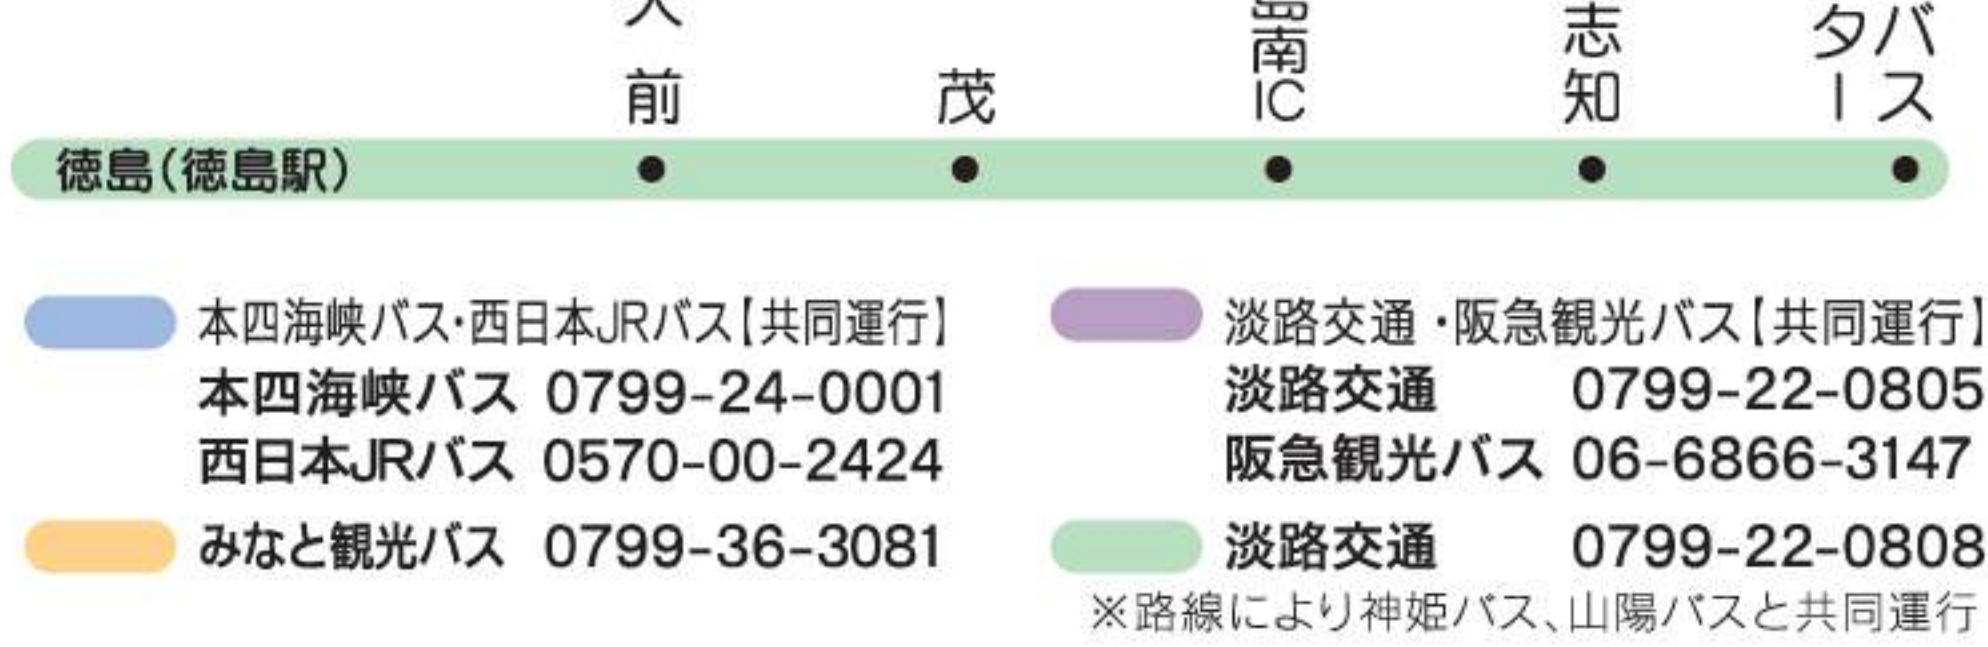 前
茂
島南IC
志知
バスター
徳島(徳島駅)
本四海峡バス・西日本JRバス【共同運行】
本四海峡バス 0799-24-0001
西日本JRバス 0570-00-2424
みなと観光バス 0799-36-3081
淡路交通・阪急観光バス【共同運行】
淡路交通 0799-22-0805
阪急観光バス 06-6866-3147
淡路交通 0799-22-0808
※路線により神姫バス、山陽バスと共同運行